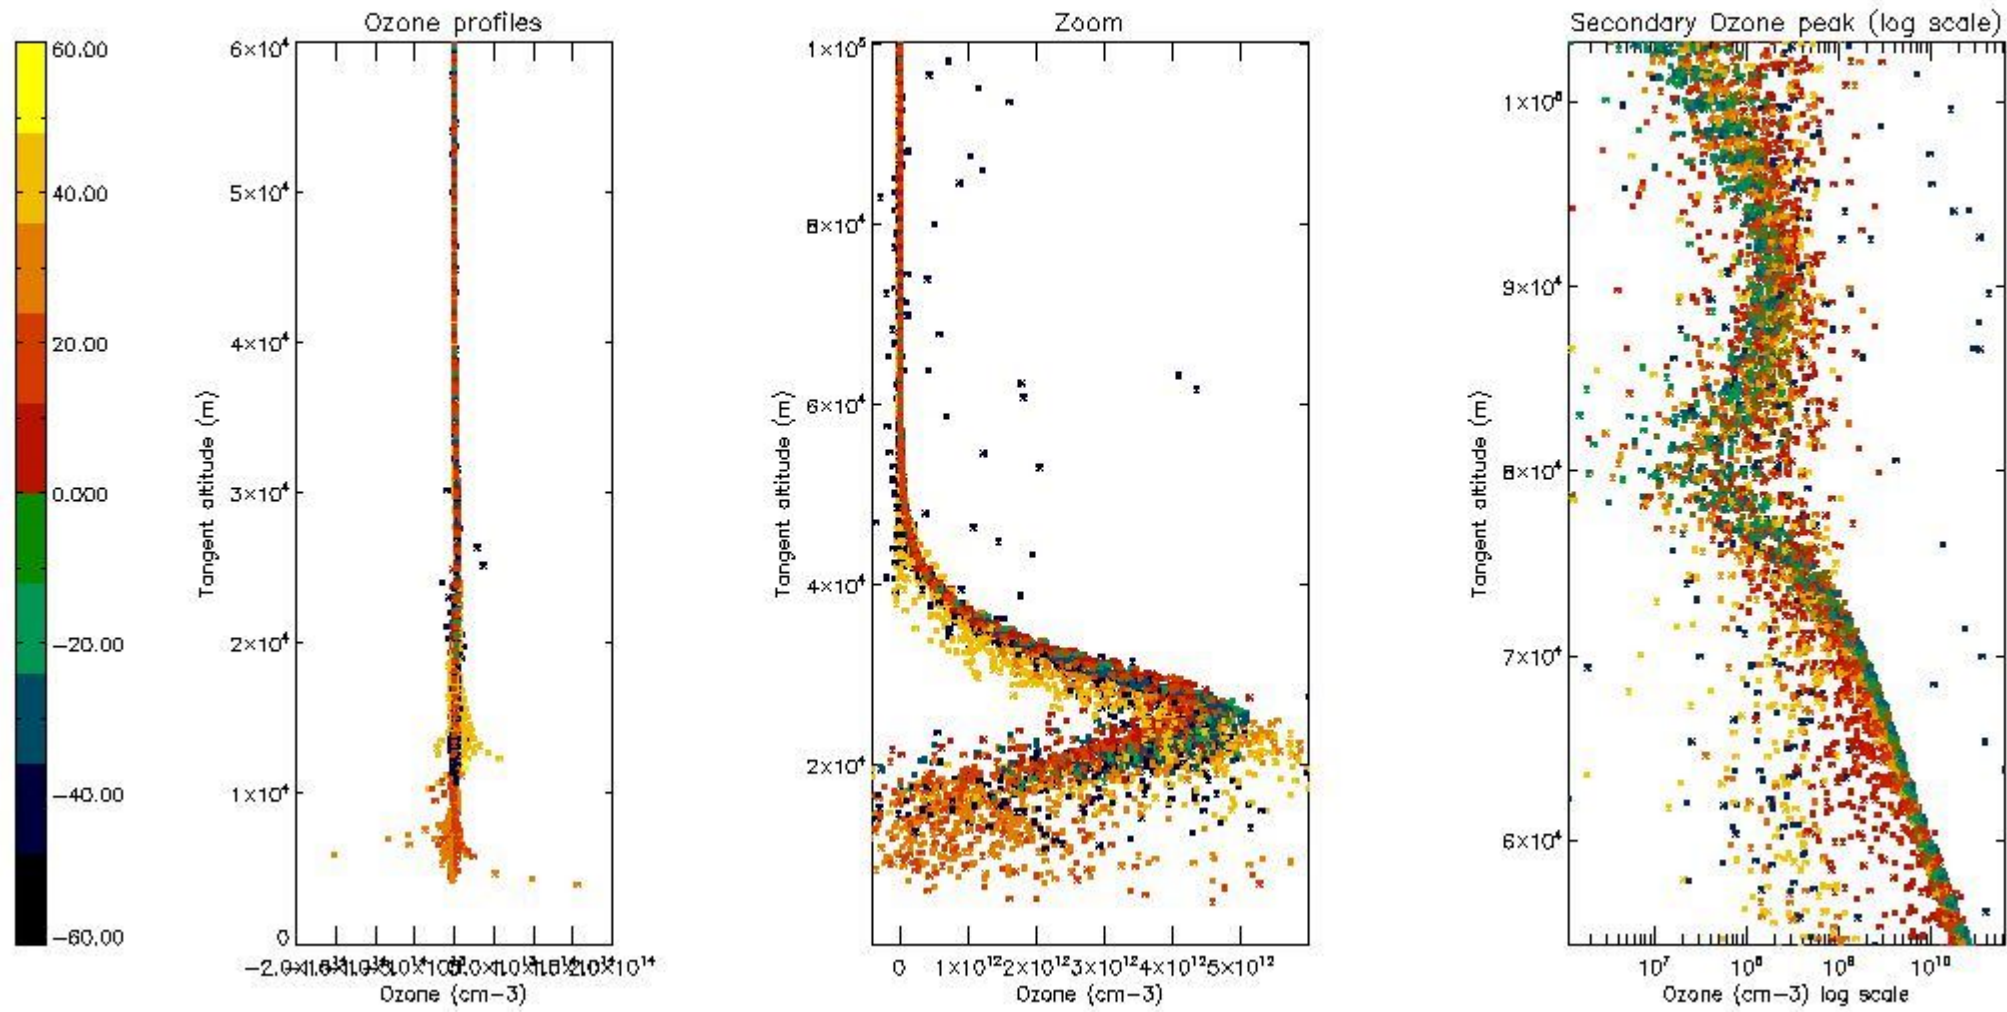 Ozone profiles
Zoom
Secondary Ozone peak (log scale)
60.00
40.00
20.00
-20.00
-40.00
-60.00
6×10⁴
5×10⁴
4×10⁴
3×10⁴
2×10⁴
1×10⁴
0
Tangent altitude (m)
Ozone (cm-3)
1×10⁵
8×10⁴
6×10⁴
4×10⁴
2×10⁴
Tangent altitude (m)
0 1×10¹² 2×10¹² 3×10¹² 4×10¹² 5×10¹²
Ozone (cm-3)
9×10⁴
8×10⁴
7×10⁴
6×10⁴
Tangent altitude (m)
10⁷ 10⁸ 10⁹ 10¹⁰
Ozone (cm-3) log scale